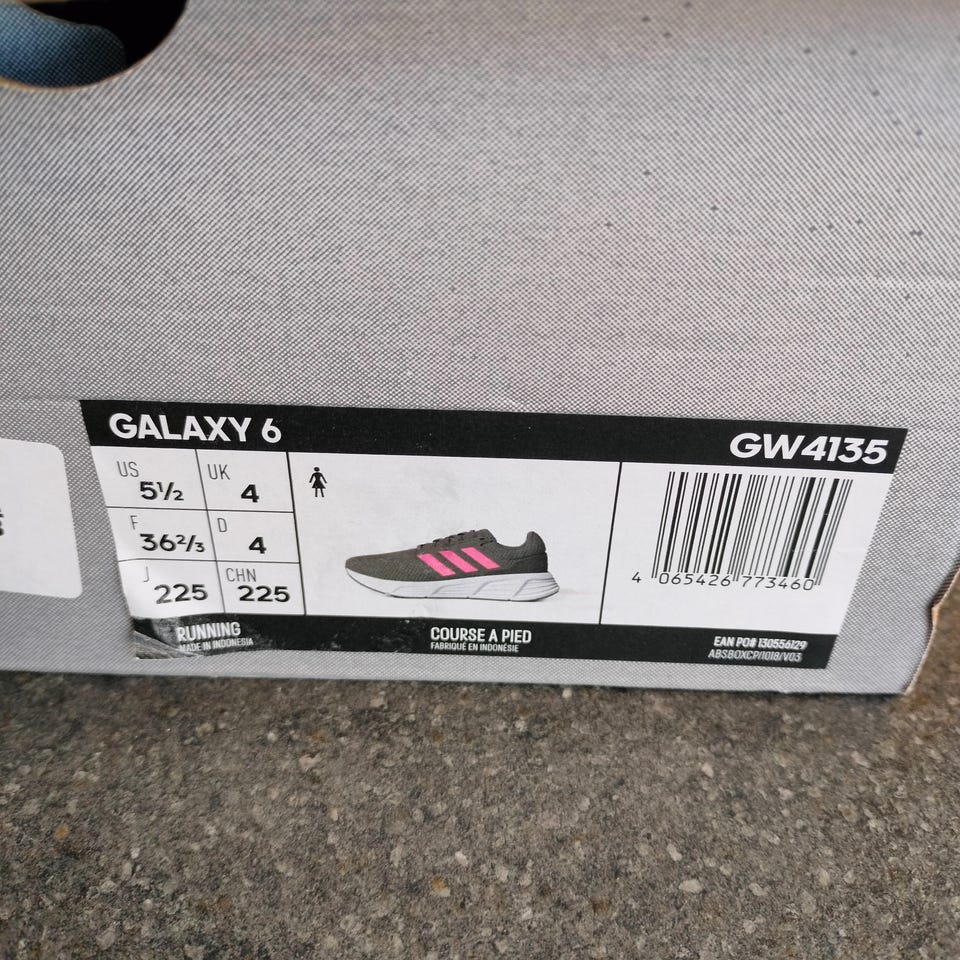 GALAXY 6
GW4135
US 5½ UK 4
F 36⅔ D 4
J 225 CHN 225
4 065426 773460
RUNNING
MADE IN INDONESIA
COURSE A PIED
FABRIQUÉ EN INDONÉSIE
EAN PO# 130556129
ABSBOXCP/1018/V03